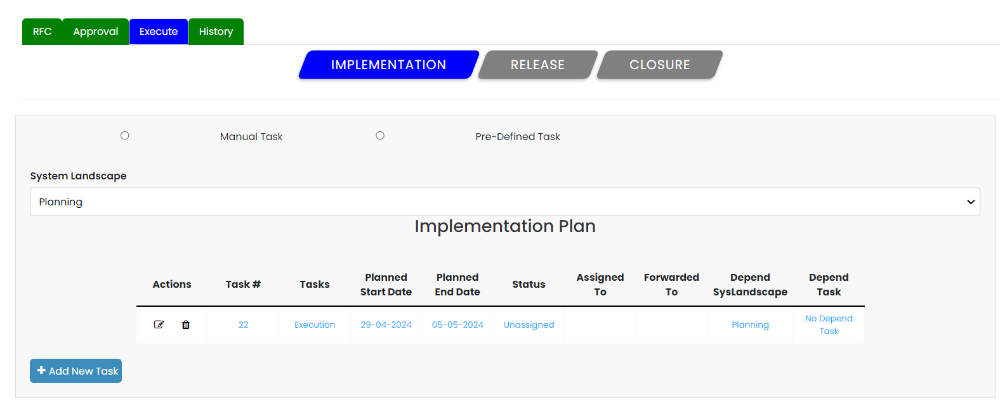 RFC Approval Execute History
IMPLEMENTATION RELEASE CLOSURE
Manual Task Pre-Defined Task
System Landscape
Planning
Implementation Plan
Actions Task # Tasks Planned Start Date Planned End Date Status Assigned To Forwarded To Depend SysLandscape Depend Task
22 Execution 29-04-2024 05-05-2024 Unassigned Planning No Depend Task
Add New Task